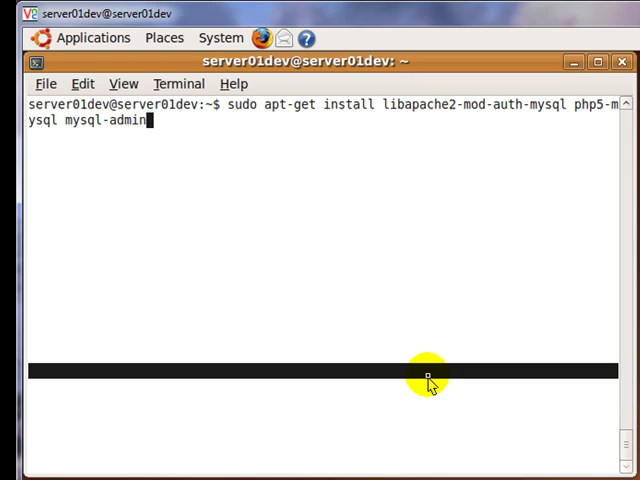 V2 server01dev@server01dev
Applications Places System ?
server01dev@server01dev: ~
File Edit View Terminal Help
server01dev@server01dev:~$ sudo apt-get install libapache2-mod-auth-mysql php5-m
ysql mysql-admin